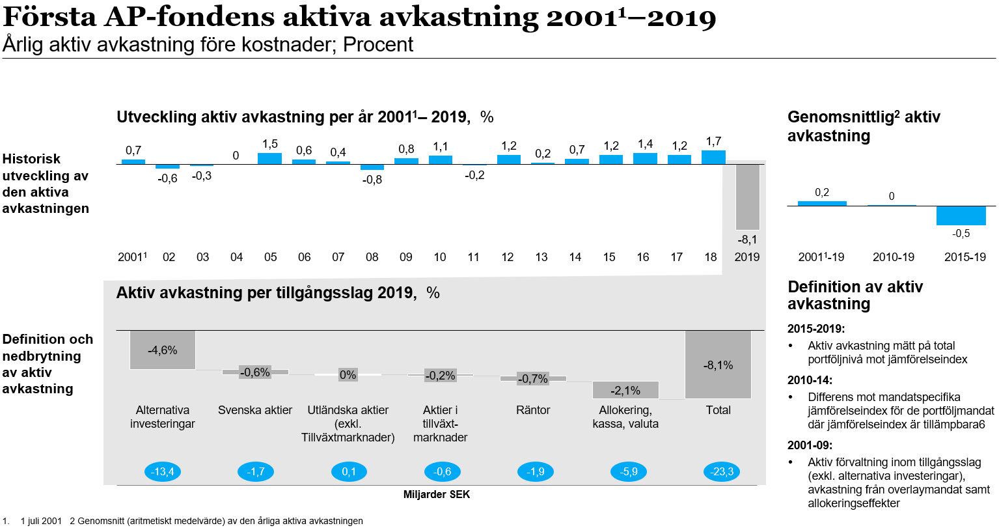 Första AP-fondens aktiva avkastning 2001¹–2019
Årlig aktiv avkastning före kostnader; Procent
Utveckling aktiv avkastning per år 2001¹– 2019, %
Historisk
utveckling av
den aktiva
avkastningen
0,7
-0,6
-0,3
0
1,5
0,6
0,4
-0,8
0,8
1,1
-0,2
1,2
0,2
0,7
1,2
1,4
1,2
1,7
-8,1
2001¹ 02 03 04 05 06 07 08 09 10 11 12 13 14 15 16 17 18 2019
Genomsnittlig² aktiv
avkastning
0,2
0
-0,5
2001¹-19 2010-19 2015-19
Aktiv avkastning per tillgångsslag 2019, %
Definition och
nedbrytning
av aktiv
avkastning
-4,6%
-0,6%
0%
-0,2%
-0,7%
-2,1%
-8,1%
Alternativa
investeringar
Svenska aktier
Utländska aktier
(exkl.
Tillväxtmarknader)
Aktier i
tillväxt-
marknader
Räntor
Allokering,
kassa, valuta
Total
-13,4 -1,7 0,1 -0,6 -1,9 -5,9 -23,3
Miljarder SEK
Definition av aktiv
avkastning
2015-2019:
• Aktiv avkastning mätt på total
portföljnivå mot jämförelseindex
2010-14:
• Differens mot mandatspecifika
jämförelseindex för de portföljmandat
där jämförelseindex är tillämpbara6
2001-09:
• Aktiv förvaltning inom tillgångsslag
(exkl. alternativa investeringar),
avkastning från overlaymandat samt
allokeringseffekter
1. 1 juli 2001 2 Genomsnitt (aritmetiskt medelvärde) av den årliga aktiva avkastningen